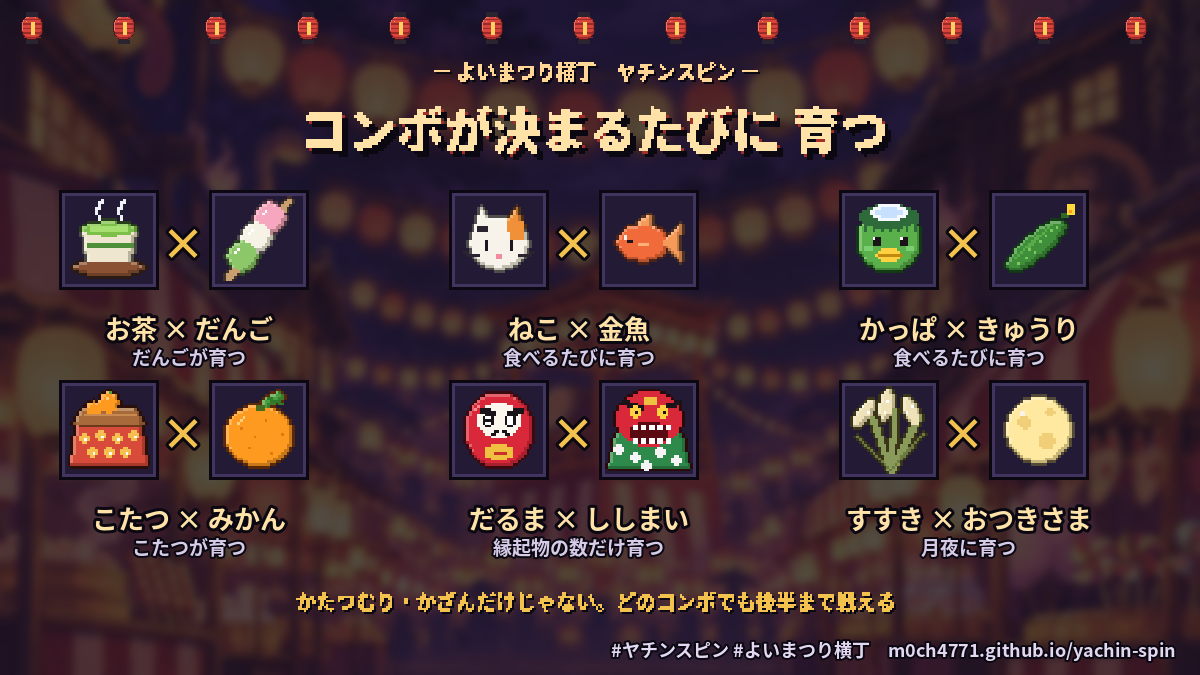 ― よいまつり横丁　ヤチンスピン ―
コンボが決まるたびに 育つ
お茶 × だんご
だんごが育つ
ねこ × 金魚
食べるたびに育つ
かっぱ × きゅうり
食べるたびに育つ
こたつ × みかん
こたつが育つ
だるま × ししまい
縁起物の数だけ育つ
すすき × おつきさま
月夜に育つ
かたつむり・かざんだけじゃない。どのコンボでも後半まで戦える
#ヤチンスピン #よいまつり横丁　m0ch4771.github.io/yachin-spin